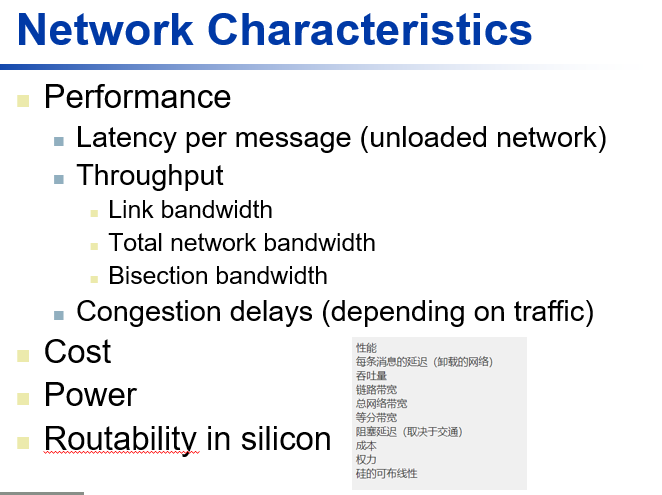 Network Characteristics
Performance
Latency per message (unloaded network)
Throughput
Link bandwidth
Total network bandwidth
Bisection bandwidth
Congestion delays (depending on traffic)
Cost
Power
Routability in silicon
性能
每条消息的延迟（卸载的网络）
吞吐量
链路带宽
总网络带宽
等分带宽
阻塞延迟（取决于交通）
成本
权力
硅的可布线性